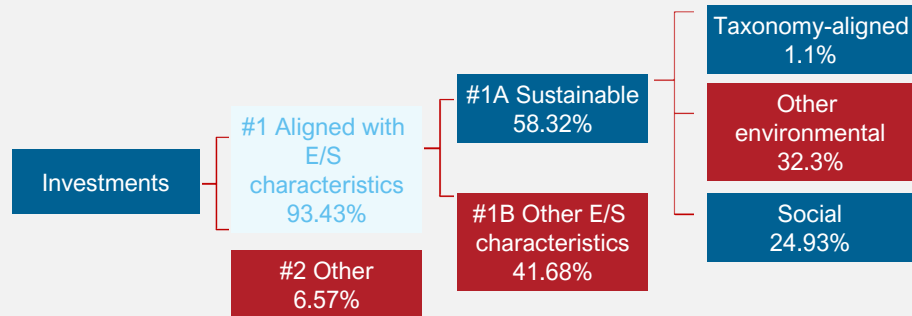 Investments
#1 Aligned with
E/S
characteristics
93.43%
#2 Other
6.57%
#1A Sustainable
58.32%
#1B Other E/S
characteristics
41.68%
Taxonomy-aligned
1.1%
Other
environmental
32.3%
Social
24.93%